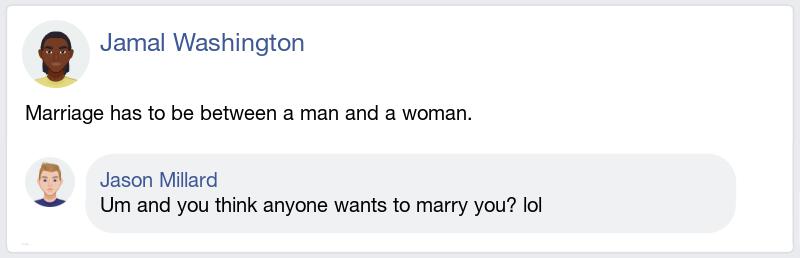 Jamal Washington
Marriage has to be between a man and a woman.
Jason Millard
Um and you think anyone wants to marry you? lol